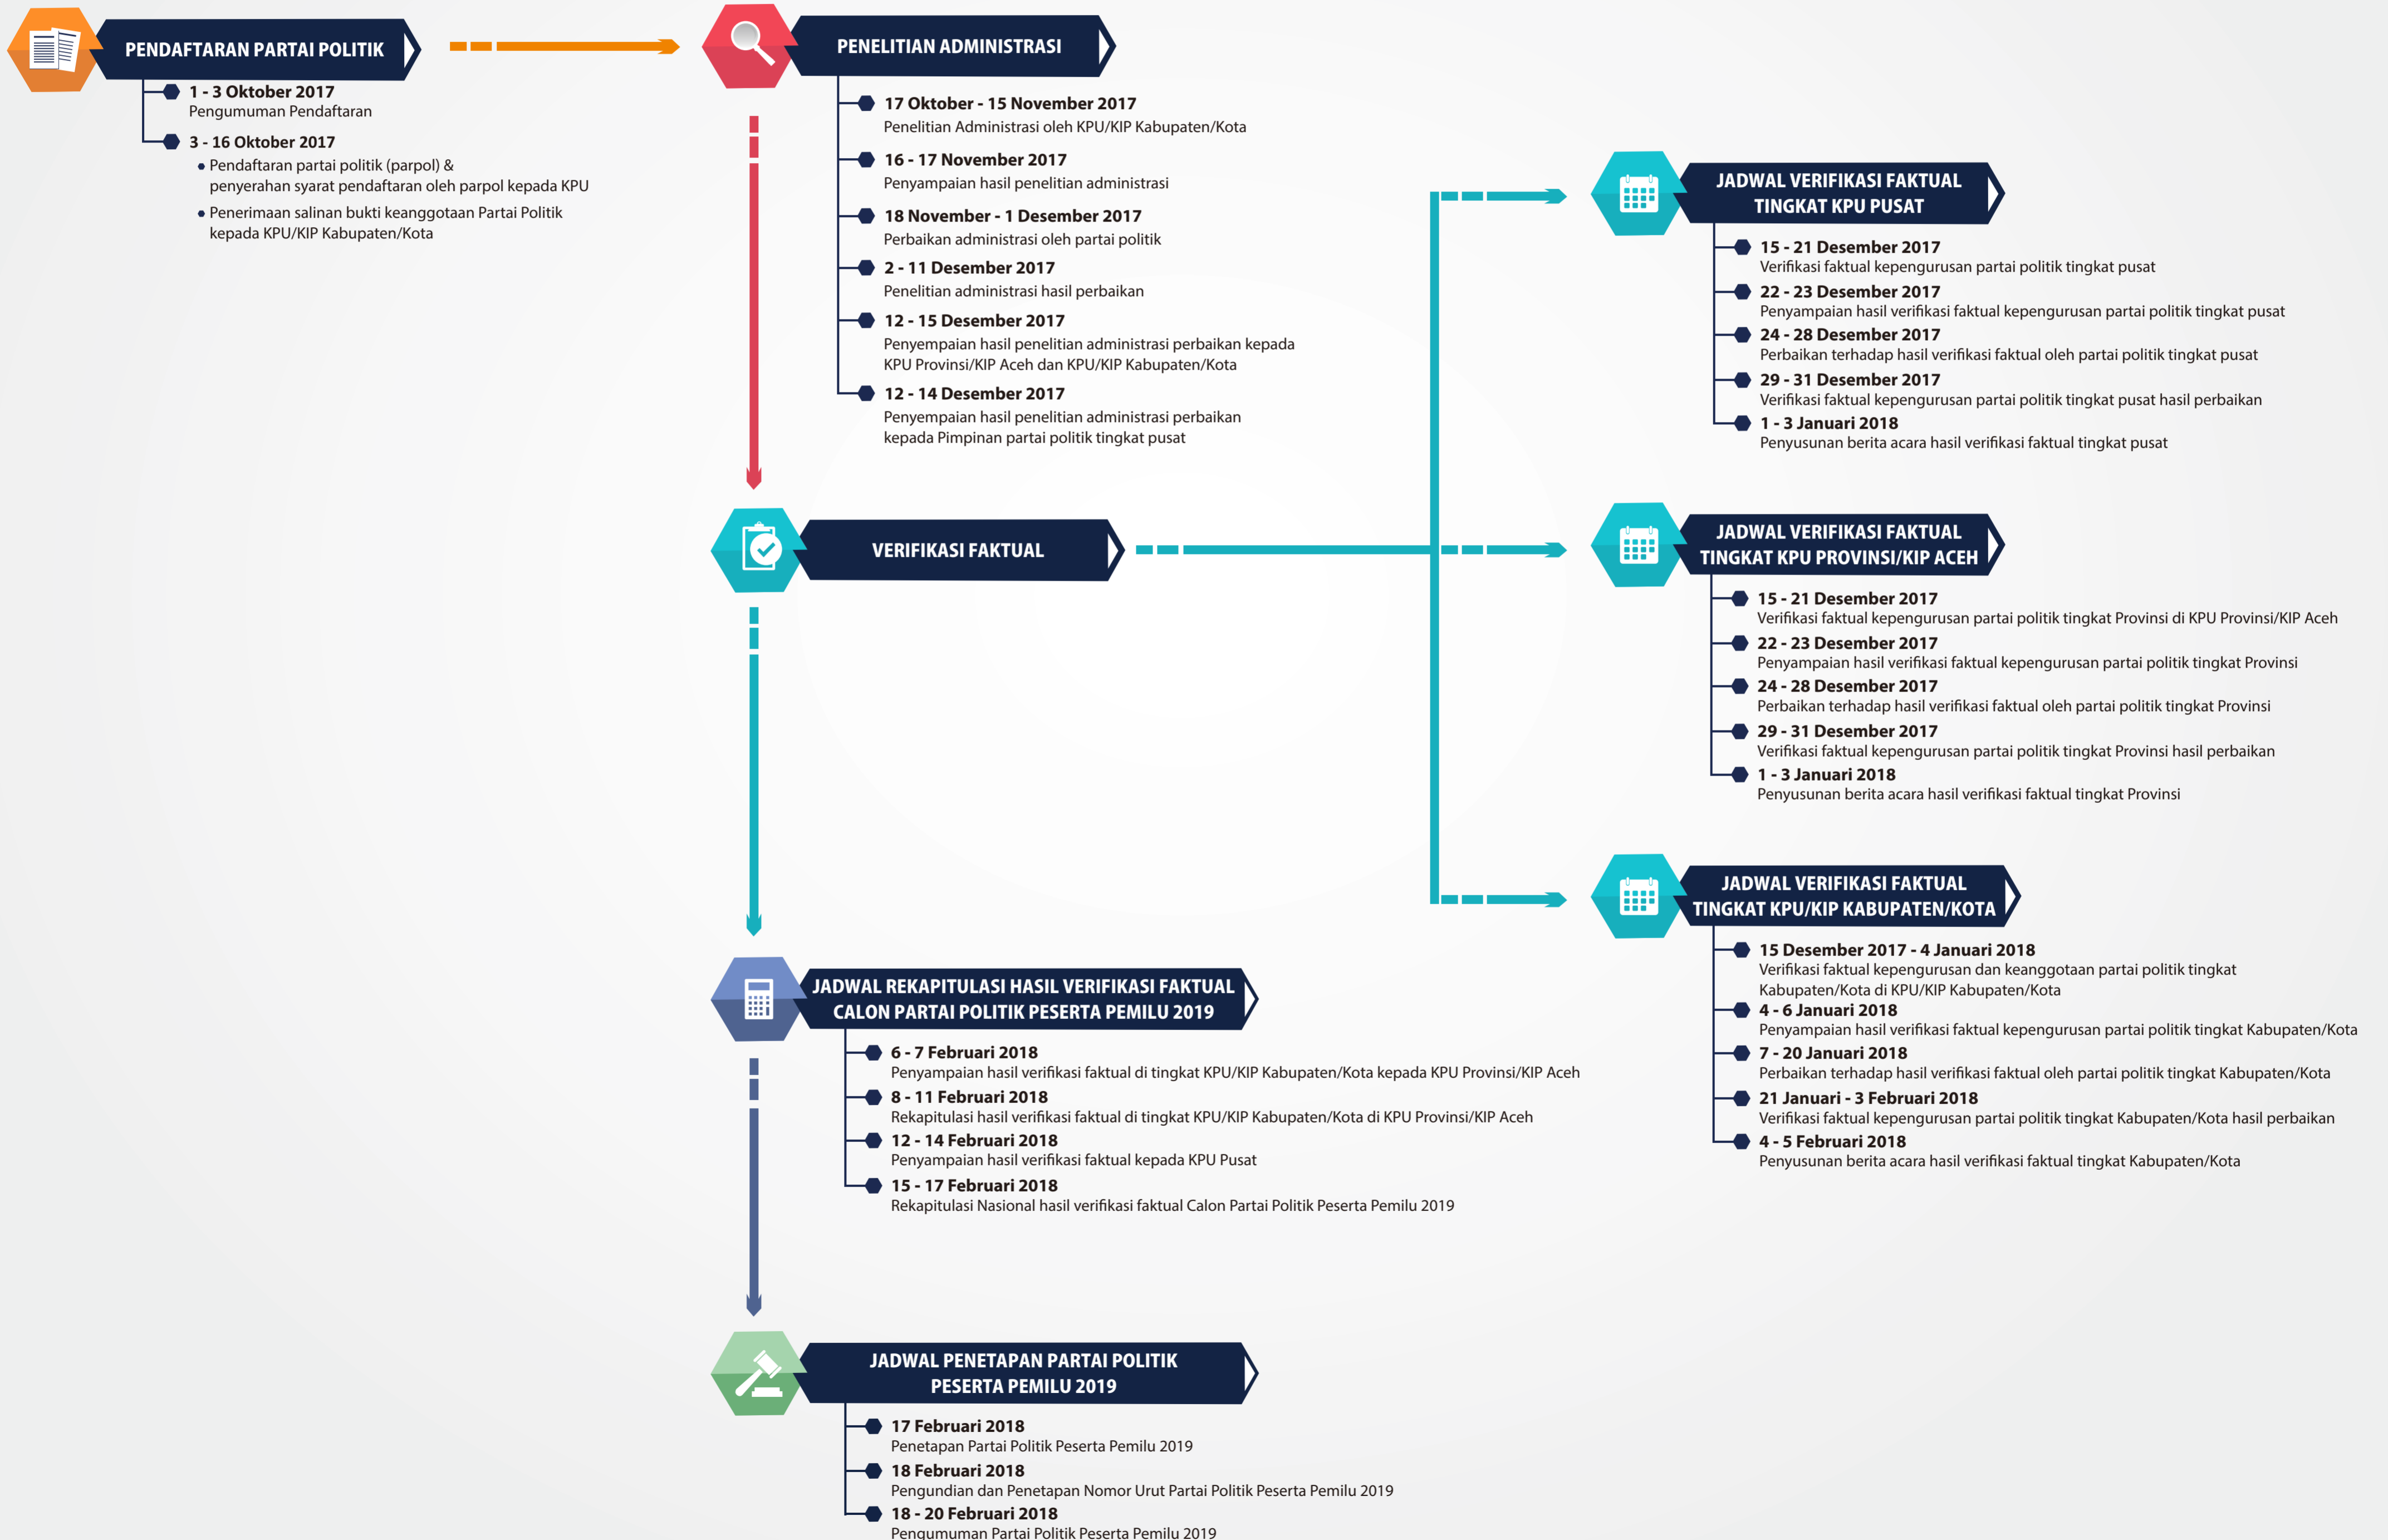 PENDAFTARAN PARTAI POLITIK
1 - 3 Oktober 2017
Pengumuman Pendaftaran
3 - 16 Oktober 2017
Pendaftaran partai politik (parpol) &
penyerahan syarat pendaftaran oleh parpol kepada KPU
Penerimaan salinan bukti keanggotaan Partai Politik
kepada KPU/KIP Kabupaten/Kota
PENELITIAN ADMINISTRASI
17 Oktober - 15 November 2017
Penelitian Administrasi oleh KPU/KIP Kabupaten/Kota
16 - 17 November 2017
Penyampaian hasil penelitian administrasi
18 November - 1 Desember 2017
Perbaikan administrasi oleh partai politik
2 - 11 Desember 2017
Penelitian administrasi hasil perbaikan
12 - 15 Desember 2017
Penyempaian hasil penelitian administrasi perbaikan kepada
KPU Provinsi/KIP Aceh dan KPU/KIP Kabupaten/Kota
12 - 14 Desember 2017
Penyempaian hasil penelitian administrasi perbaikan
kepada Pimpinan partai politik tingkat pusat
VERIFIKASI FAKTUAL
JADWAL VERIFIKASI FAKTUAL
TINGKAT KPU PUSAT
15 - 21 Desember 2017
Verifikasi faktual kepengurusan partai politik tingkat pusat
22 - 23 Desember 2017
Penyampaian hasil verifikasi faktual kepengurusan partai politik tingkat pusat
24 - 28 Desember 2017
Perbaikan terhadap hasil verifikasi faktual oleh partai politik tingkat pusat
29 - 31 Desember 2017
Verifikasi faktual kepengurusan partai politik tingkat pusat hasil perbaikan
1 - 3 Januari 2018
Penyusunan berita acara hasil verifikasi faktual tingkat pusat
JADWAL VERIFIKASI FAKTUAL
TINGKAT KPU PROVINSI/KIP ACEH
15 - 21 Desember 2017
Verifikasi faktual kepengurusan partai politik tingkat Provinsi di KPU Provinsi/KIP Aceh
22 - 23 Desember 2017
Penyampaian hasil verifikasi faktual kepengurusan partai politik tingkat Provinsi
24 - 28 Desember 2017
Perbaikan terhadap hasil verifikasi faktual oleh partai politik tingkat Provinsi
29 - 31 Desember 2017
Verifikasi faktual kepengurusan partai politik tingkat Provinsi hasil perbaikan
1 - 3 Januari 2018
Penyusunan berita acara hasil verifikasi faktual tingkat Provinsi
JADWAL VERIFIKASI FAKTUAL
TINGKAT KPU/KIP KABUPATEN/KOTA
15 Desember 2017 - 4 Januari 2018
Verifikasi faktual kepengurusan dan keanggotaan partai politik tingkat
Kabupaten/Kota di KPU/KIP Kabupaten/Kota
4 - 6 Januari 2018
Penyampaian hasil verifikasi faktual kepengurusan partai politik tingkat Kabupaten/Kota
7 - 20 Januari 2018
Perbaikan terhadap hasil verifikasi faktual oleh partai politik tingkat Kabupaten/Kota
21 Januari - 3 Februari 2018
Verifikasi faktual kepengurusan partai politik tingkat Kabupaten/Kota hasil perbaikan
4 - 5 Februari 2018
Penyusunan berita acara hasil verifikasi faktual tingkat Kabupaten/Kota
JADWAL REKAPITULASI HASIL VERIFIKASI FAKTUAL
CALON PARTAI POLITIK PESERTA PEMILU 2019
6 - 7 Februari 2018
Penyampaian hasil verifikasi faktual di tingkat KPU/KIP Kabupaten/Kota kepada KPU Provinsi/KIP Aceh
8 - 11 Februari 2018
Rekapitulasi hasil verifikasi faktual di tingkat KPU/KIP Kabupaten/Kota di KPU Provinsi/KIP Aceh
12 - 14 Februari 2018
Penyampaian hasil verifikasi faktual kepada KPU Pusat
15 - 17 Februari 2018
Rekapitulasi Nasional hasil verifikasi faktual Calon Partai Politik Peserta Pemilu 2019
JADWAL PENETAPAN PARTAI POLITIK
PESERTA PEMILU 2019
17 Februari 2018
Penetapan Partai Politik Peserta Pemilu 2019
18 Februari 2018
Pengundian dan Penetapan Nomor Urut Partai Politik Peserta Pemilu 2019
18 - 20 Februari 2018
Pengumuman Partai Politik Peserta Pemilu 2019